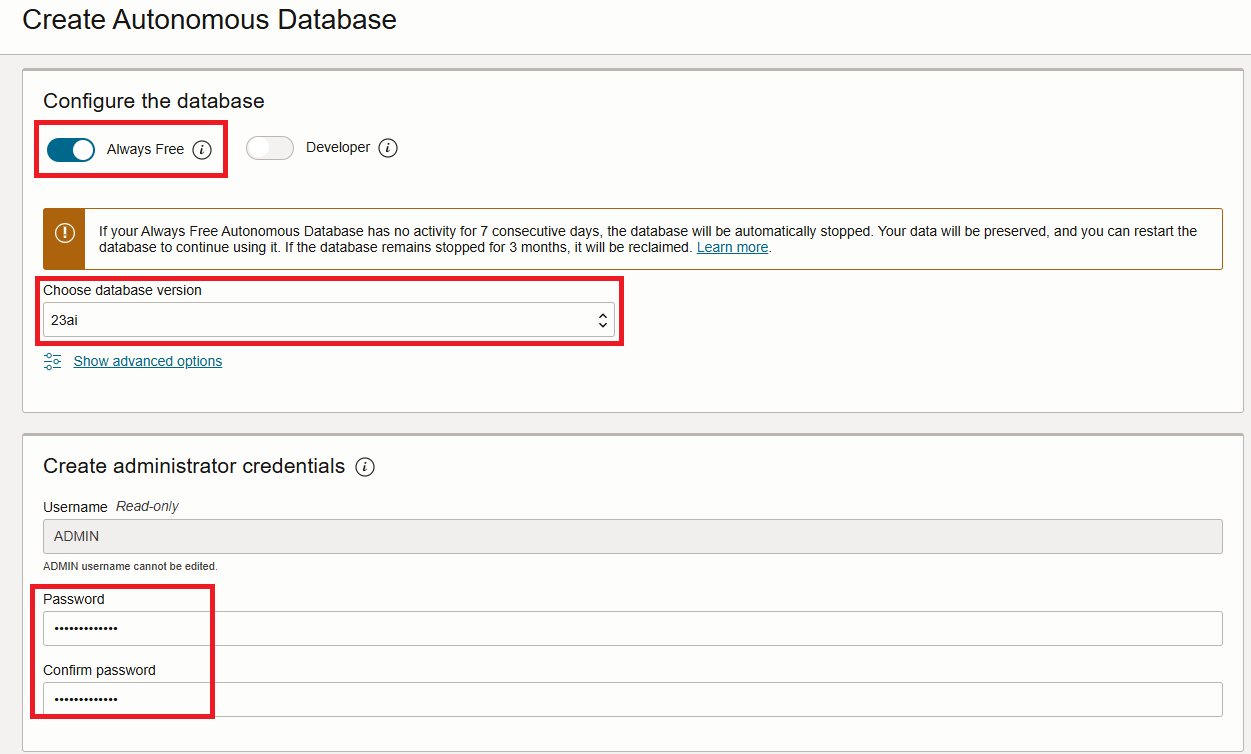 Create Autonomous Database
Configure the database
Always Free
Developer
If your Always Free Autonomous Database has no activity for 7 consecutive days, the database will be automatically stopped. Your data will be preserved, and you can restart the
database to continue using it. If the database remains stopped for 3 months, it will be reclaimed. Learn more.
Choose database version
23ai
Show advanced options
Create administrator credentials
Username Read-only
ADMIN
ADMIN username cannot be edited.
Password
•••••••••••••
Confirm password
•••••••••••••